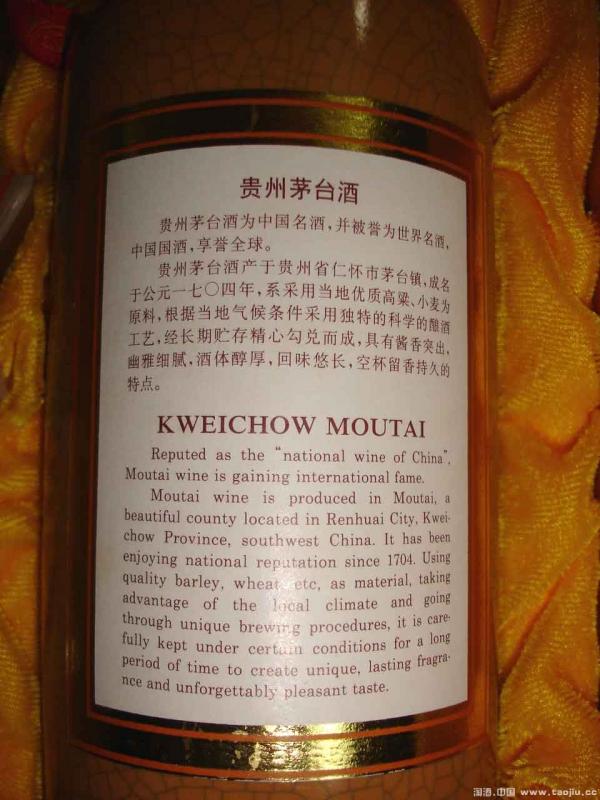 贵州茅台酒
贵州茅台酒为中国名酒,并被誉为世界名酒,
中国国酒,享誉全球。
贵州茅台酒产于贵州省仁怀市茅台镇,成名
于公元一七〇四年,系采用当地优质高粱、小麦为
原料,根据当地气候条件采用独特的科学的酿酒
工艺,经长期贮存精心勾兑而成,具有酱香突出,
幽雅细腻,酒体醇厚,回味悠长,空杯留香持久的
特点。
KWEICHOW MOUTAI
Reputed as the "national wine of China",
Moutai wine is gaining international fame.
Moutai wine is produced in Moutai, a
beautiful county located in Renhuai City, Kwei-
chow Province, southwest China. It has been
enjoying national reputation since 1704. Using
quality barley, wheat, etc, as material, taking
advantage of the local climate and going
through unique brewing procedures, it is care-
fully kept under certain conditions for a long
period of time to create unique, lasting fragra-
nce and unforgettably pleasant taste.
淘酒.中国 www.taojiu.cc